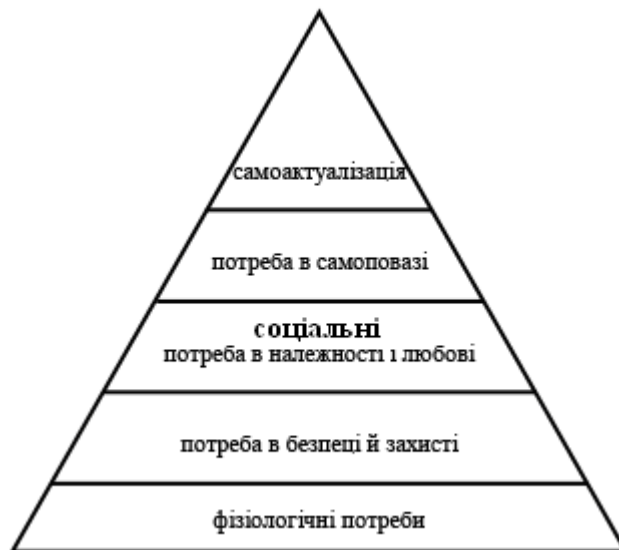 самоактуалізація
потреба в самоповазі
соціальні
потреба в належності і любові
потреба в безпеці й захисті
фізіологічні потреби